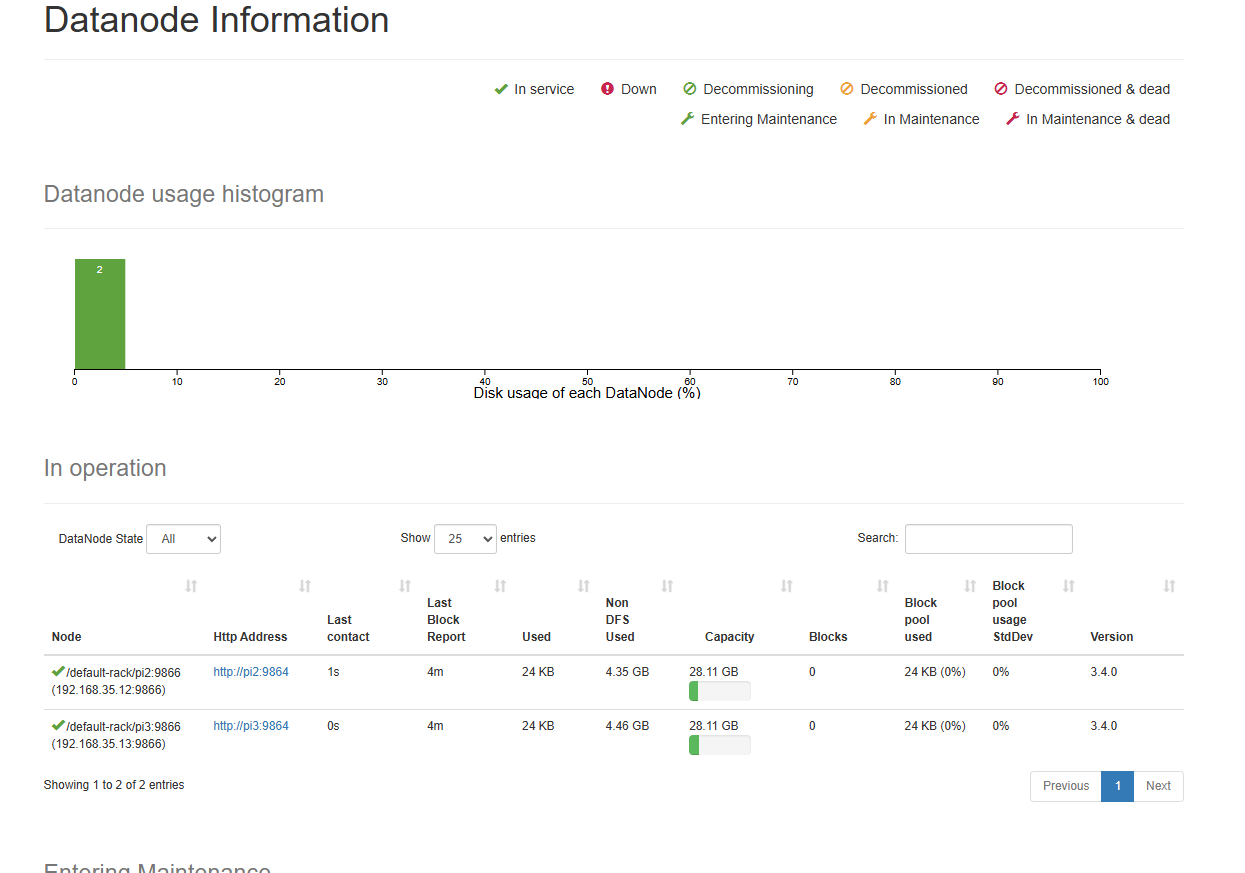 Datanode Information
In service Down Decommissioning Decommissioned Decommissioned & dead
Entering Maintenance In Maintenance In Maintenance & dead
Datanode usage histogram
2
0 10 20 30 40 50 60 70 80 90 100
Disk usage of each DataNode (%)
In operation
DataNode State All Show 25 entries Search:
Node Http Address Last contact Last Block Report Used Non DFS Used Capacity Blocks Block pool used Block pool usage StdDev Version
/default-rack/pi2:9866 http://pi2:9864 1s 4m 24 KB 4.35 GB 28.11 GB 0 24 KB (0%) 0% 3.4.0
(192.168.35.12:9866)
/default-rack/pi3:9866 http://pi3:9864 0s 4m 24 KB 4.46 GB 28.11 GB 0 24 KB (0%) 0% 3.4.0
(192.168.35.13:9866)
Showing 1 to 2 of 2 entries Previous 1 Next
Entering Maintenance